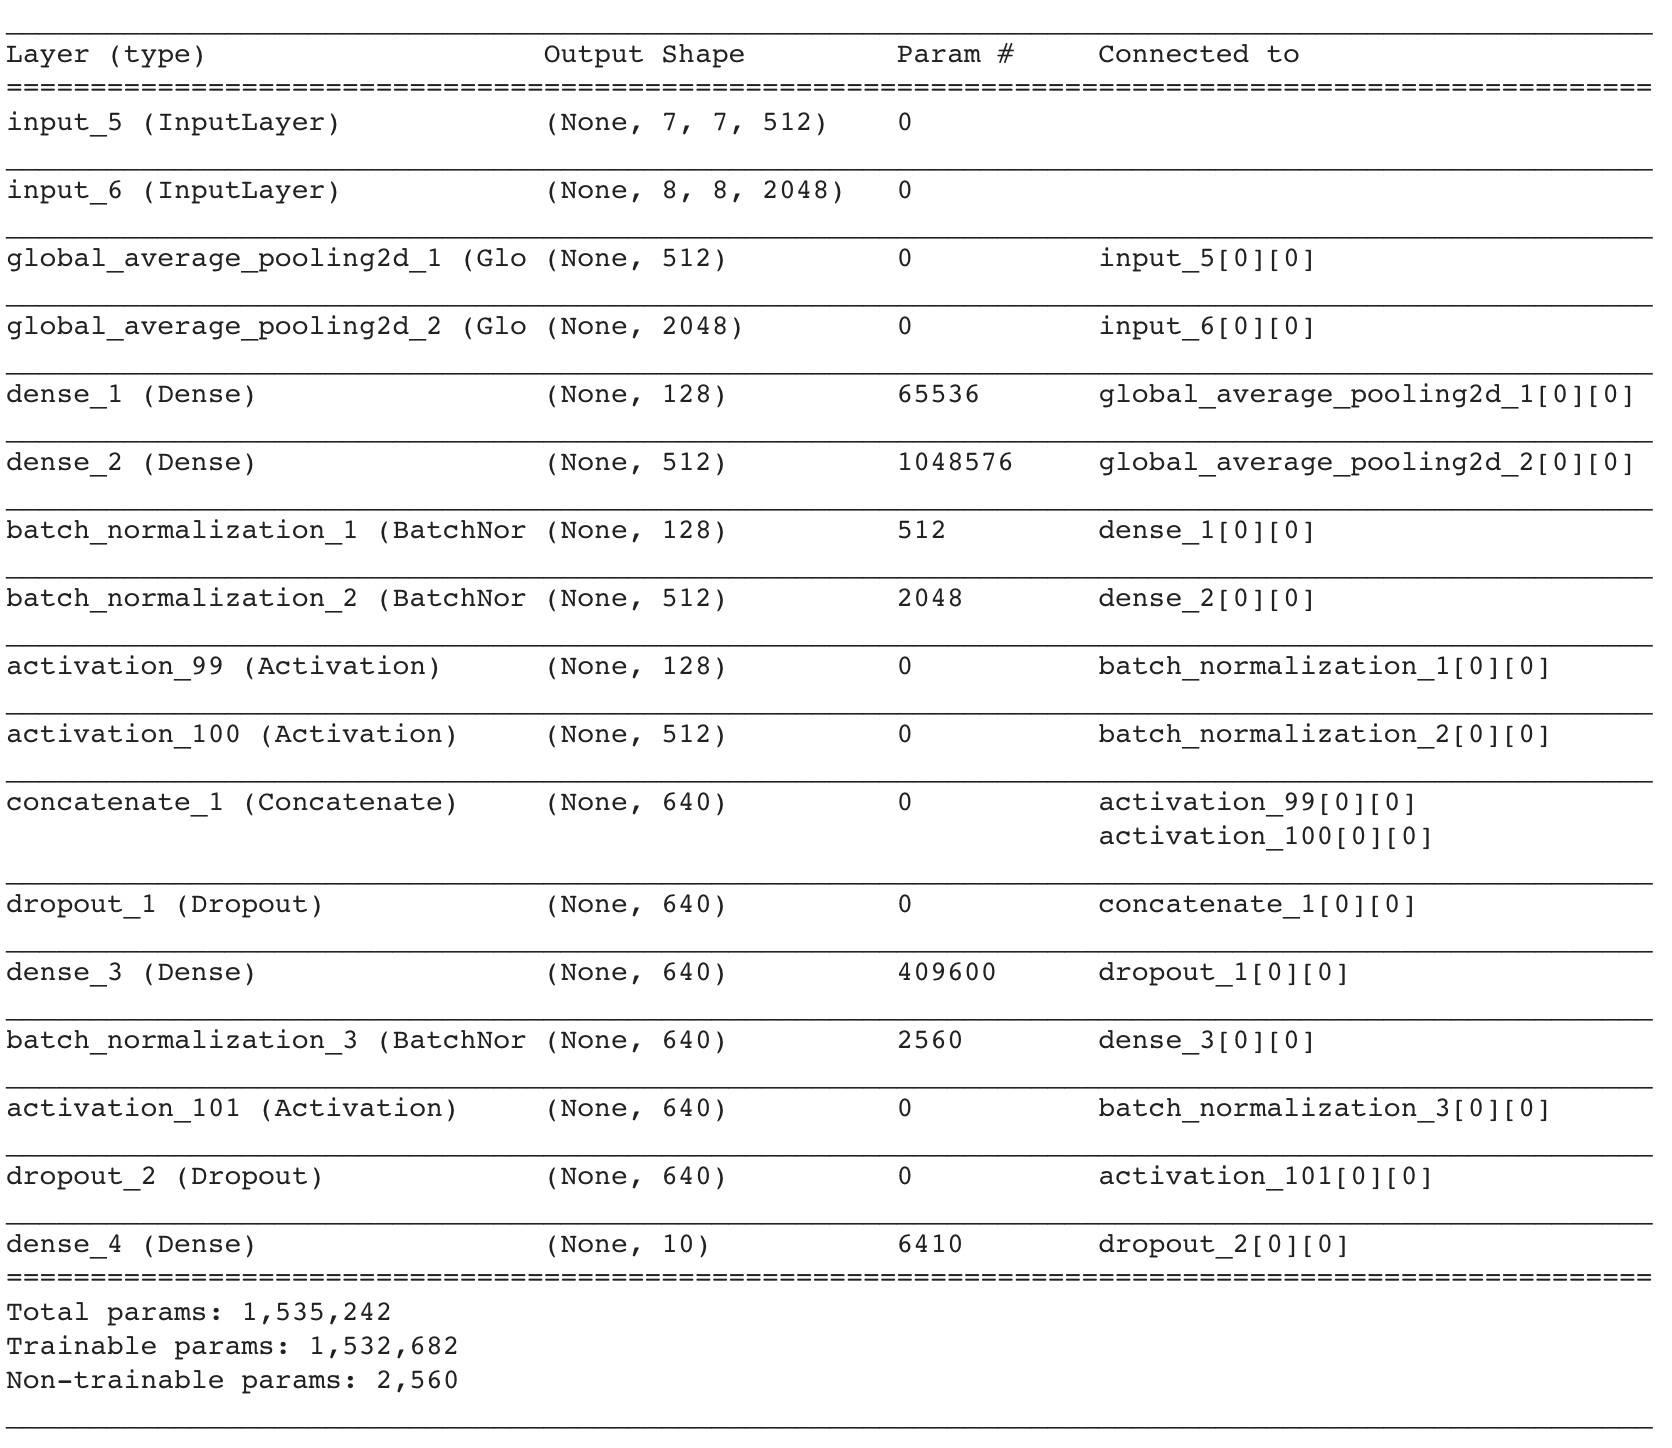 Layer (type)                    Output Shape         Param #     Connected to
==================================================================================================
input_5 (InputLayer)            (None, 7, 7, 512)    0
input_6 (InputLayer)            (None, 8, 8, 2048)   0
global_average_pooling2d_1 (Glo (None, 512)          0           input_5[0][0]
global_average_pooling2d_2 (Glo (None, 2048)         0           input_6[0][0]
dense_1 (Dense)                 (None, 128)          65536       global_average_pooling2d_1[0][0]
dense_2 (Dense)                 (None, 512)          1048576     global_average_pooling2d_2[0][0]
batch_normalization_1 (BatchNor (None, 128)          512         dense_1[0][0]
batch_normalization_2 (BatchNor (None, 512)          2048        dense_2[0][0]
activation_99 (Activation)      (None, 128)          0           batch_normalization_1[0][0]
activation_100 (Activation)     (None, 512)          0           batch_normalization_2[0][0]
concatenate_1 (Concatenate)     (None, 640)          0           activation_99[0][0]
                                                                 activation_100[0][0]
dropout_1 (Dropout)             (None, 640)          0           concatenate_1[0][0]
dense_3 (Dense)                 (None, 640)          409600      dropout_1[0][0]
batch_normalization_3 (BatchNor (None, 640)          2560        dense_3[0][0]
activation_101 (Activation)     (None, 640)          0           batch_normalization_3[0][0]
dropout_2 (Dropout)             (None, 640)          0           activation_101[0][0]
dense_4 (Dense)                 (None, 10)           6410        dropout_2[0][0]
==================================================================================================
Total params: 1,535,242
Trainable params: 1,532,682
Non-trainable params: 2,560